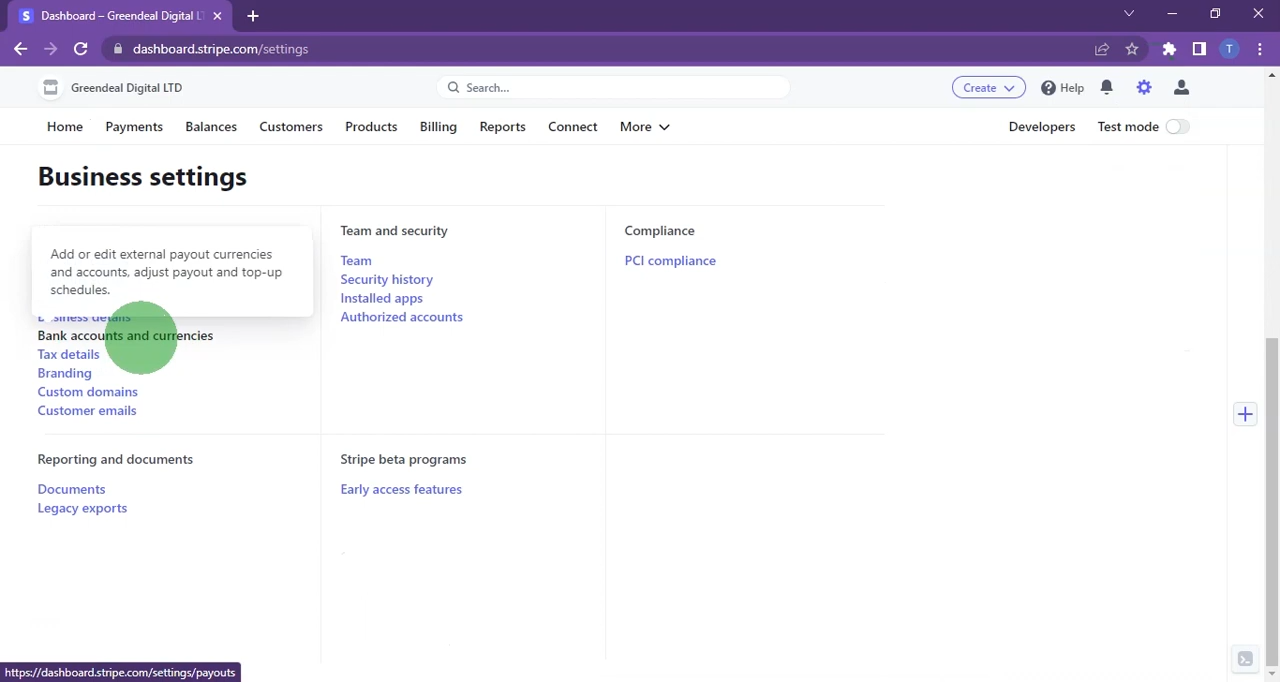 S Dashboard – Greendeal Digital
dashboard.stripe.com/settings
T
Greendeal Digital LTD
Search...
Create
? Help
Home Payments Balances Customers Products Billing Reports Connect More
Developers Test mode
Business settings
Add or edit external payout currencies
and accounts, adjust payout and top-up
schedules.
Business details
Bank accounts and currencies
Tax details
Branding
Custom domains
Customer emails
Team and security
Team
Security history
Installed apps
Authorized accounts
Compliance
PCI compliance
Reporting and documents
Documents
Legacy exports
Stripe beta programs
Early access features
https://dashboard.stripe.com/settings/payouts